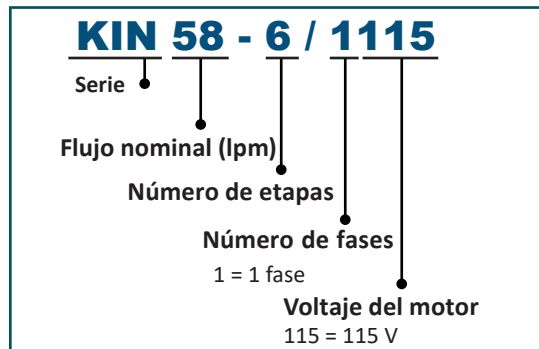 KIN 58 - 6 / 1115
Serie
Flujo nominal (lpm)
Número de etapas
Número de fases
1 = 1 fase
Voltaje del motor
115 = 115 V